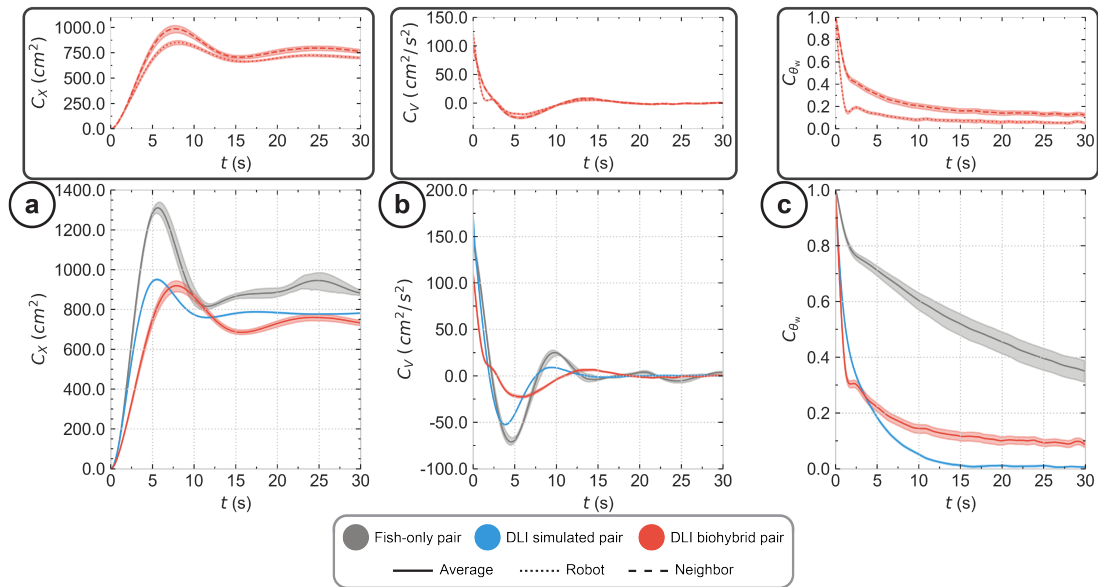 1000.0
750.0
500.0
250.0
0.0
C_X (cm²)
0 5 10 15 20 25 30
t (s)
150.0
100.0
50.0
0.0
-50.0
C_V (cm²/s²)
0 5 10 15 20 25 30
t (s)
1.0
0.8
0.6
0.4
0.2
0.0
C_θw
0 5 10 15 20 25 30
t (s)
a
1400.0
1200.0
1000.0
800.0
600.0
400.0
200.0
0.0
C_X (cm²)
0 5 10 15 20 25 30
t (s)
b
200.0
150.0
100.0
50.0
0.0
-50.0
-100.0
C_V (cm²/s²)
0 5 10 15 20 25 30
t (s)
c
1.0
0.8
0.6
0.4
0.2
0.0
C_θw
0 5 10 15 20 25 30
t (s)
Fish-only pair DLI simulated pair DLI biohybrid pair
Average Robot Neighbor